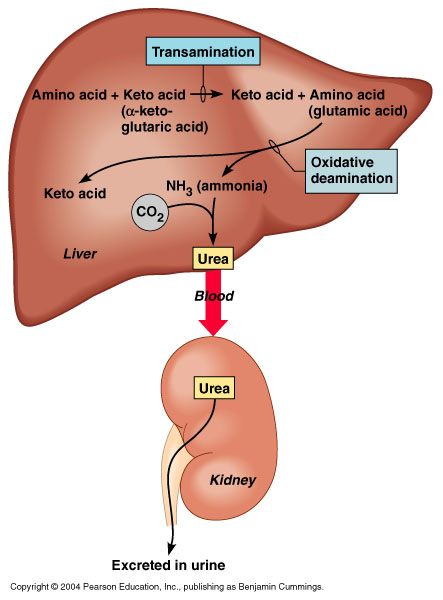 Transamination
Amino acid + Keto acid
(α-keto-
glutaric acid)
Keto acid + Amino acid
(glutamic acid)
Oxidative
deamination
Keto acid
NH3 (ammonia)
CO2
Liver
Urea
Blood
Urea
Kidney
Excreted in urine
Copyright © 2004 Pearson Education, Inc., publishing as Benjamin Cummings.